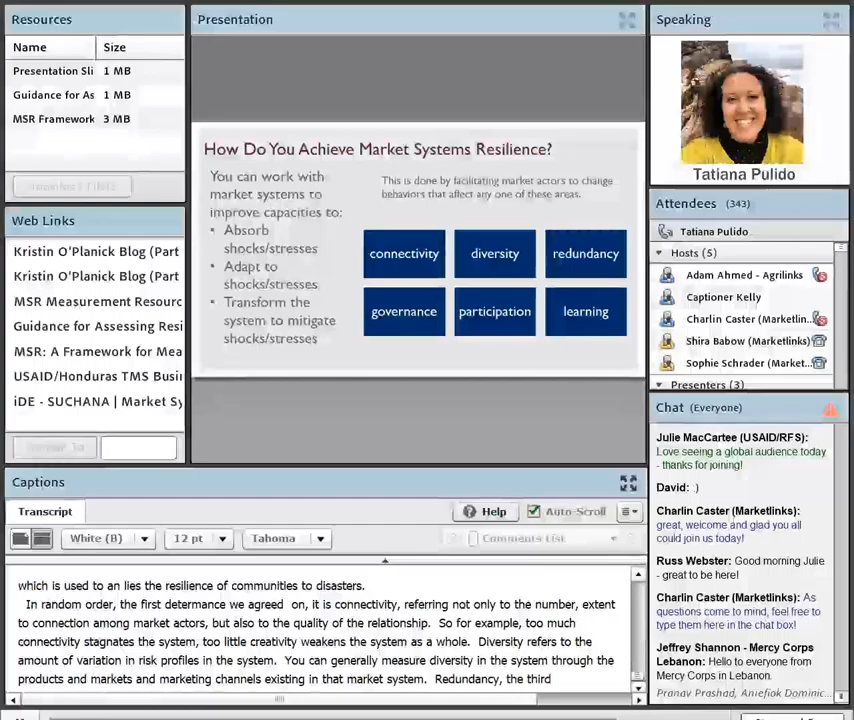 Resources
Name Size
Presentation Sli 1 MB
Guidance for As 1 MB
MSR Framework 3 MB
Web Links
Kristin O'Planick Blog (Part
Kristin O'Planick Blog (Part
MSR Measurement Resourc
Guidance for Assessing Resi
MSR: A Framework for Mea
USAID/Honduras TMS Busin
iDE - SUCHANA | Market Sy
Presentation
How Do You Achieve Market Systems Resilience?
You can work with
market systems to
improve capacities to:
• Absorb
shocks/stresses
• Adapt to
shocks/stresses
• Transform the
system to mitigate
shocks/stresses
This is done by facilitating market actors to change
behaviors that affect any one of these areas.
connectivity diversity redundancy
governance participation learning
Speaking
Tatiana Pulido
Attendees (343)
Tatiana Pulido
Hosts (5)
Adam Ahmed - Agrilinks
Captioner Kelly
Charlin Caster (Marketlin...
Shira Babow (Marketlinks)
Sophie Schrader (Market...
Presenters (3)
Captions
Transcript
Help Auto-Scroll
White (B) 12 pt Tahoma Comments List
which is used to an lies the resilience of communities to disasters.
In random order, the first determance we agreed on, it is connectivity, referring not only to the number, extent
to connection among market actors, but also to the quality of the relationship. So for example, too much
connectivity stagnates the system, too little creativity weakens the system as a whole. Diversity refers to the
amount of variation in risk profiles in the system. You can generally measure diversity in the system through the
products and markets and marketing channels existing in that market system. Redundancy, the third
Chat (Everyone)
Julie MacCartee (USAID/RFS):
Love seeing a global audience today
- thanks for joining!
David: :)
Charlin Caster (Marketlinks):
great, welcome and glad you all
could join us today!
Russ Webster: Good morning Julie
- great to be here!
Charlin Caster (Marketlinks): As
questions come to mind, feel free to
type them here in the chat box!
Jeffrey Shannon - Mercy Corps
Lebanon: Hello to everyone from
Mercy Corps in Lebanon.
Pranav Prashad, Aniefiok Dominic...